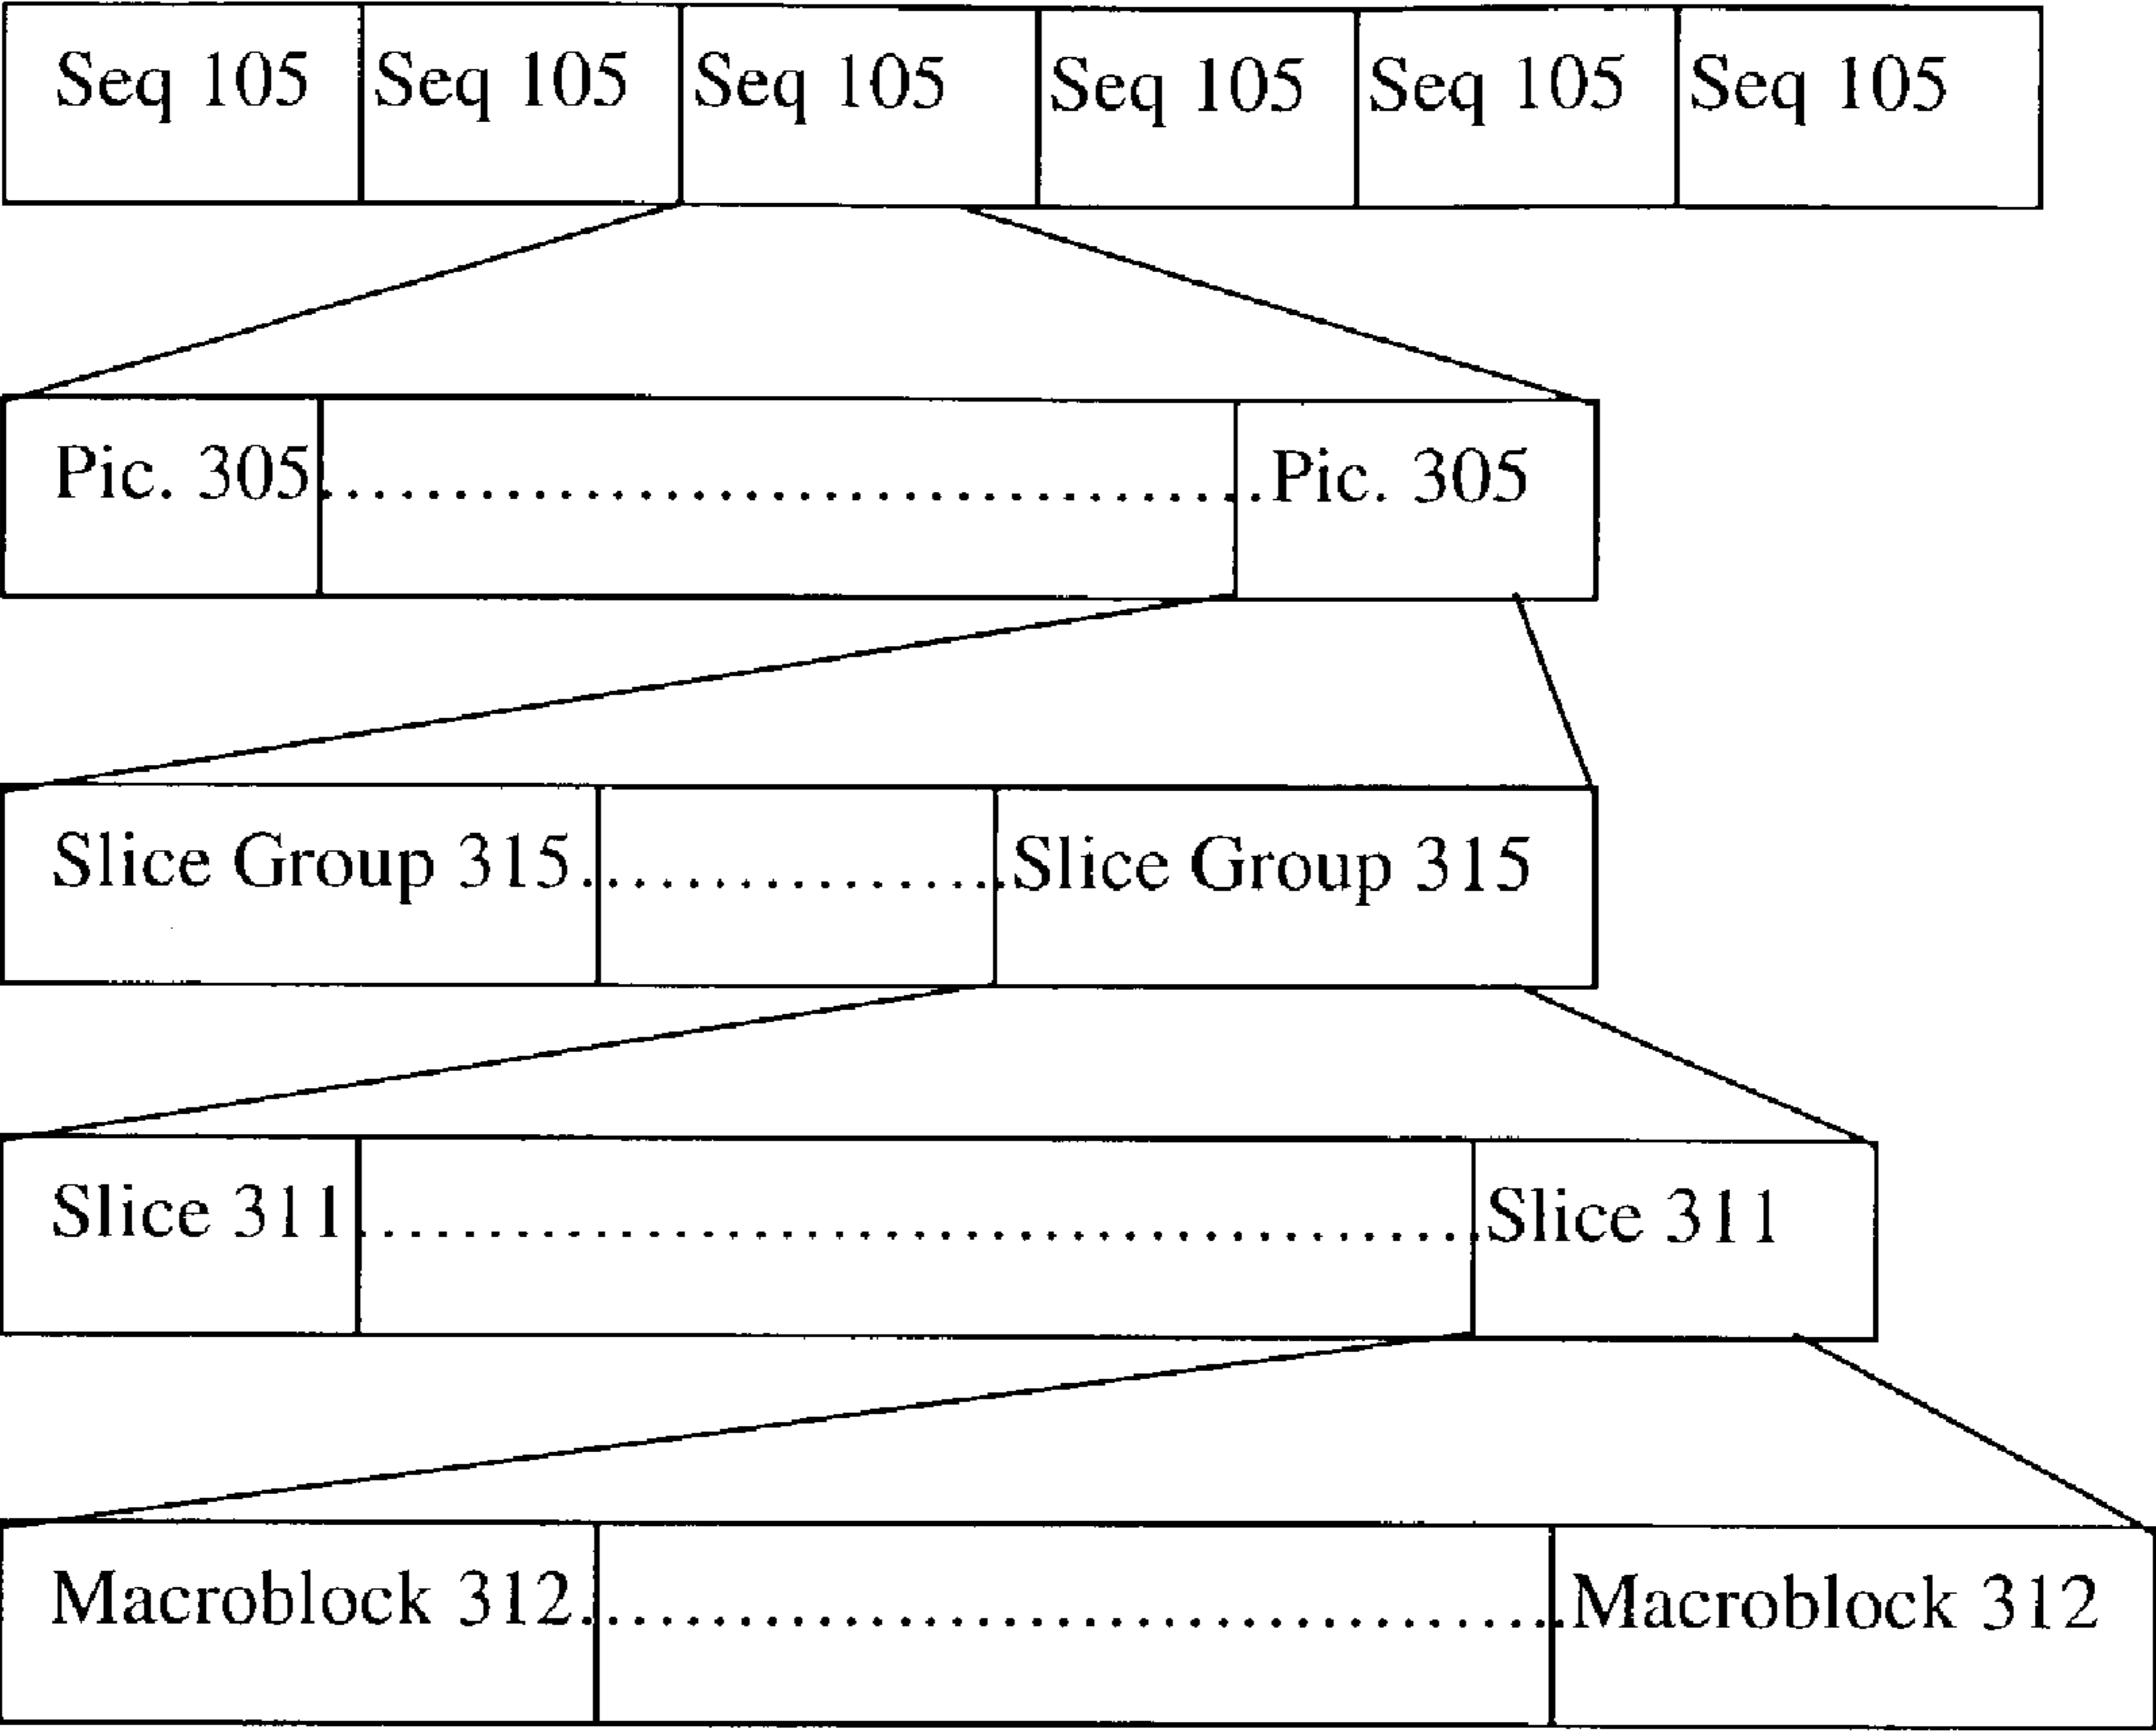 Seq 105 Seq 105 Seq 105 Seq 105 Seq 105 Seq 105
Pic. 305....................................Pic. 305
Slice Group 315.................Slice Group 315
Slice 311...........................................Slice 311
Macroblock 312.....................................Macroblock 312